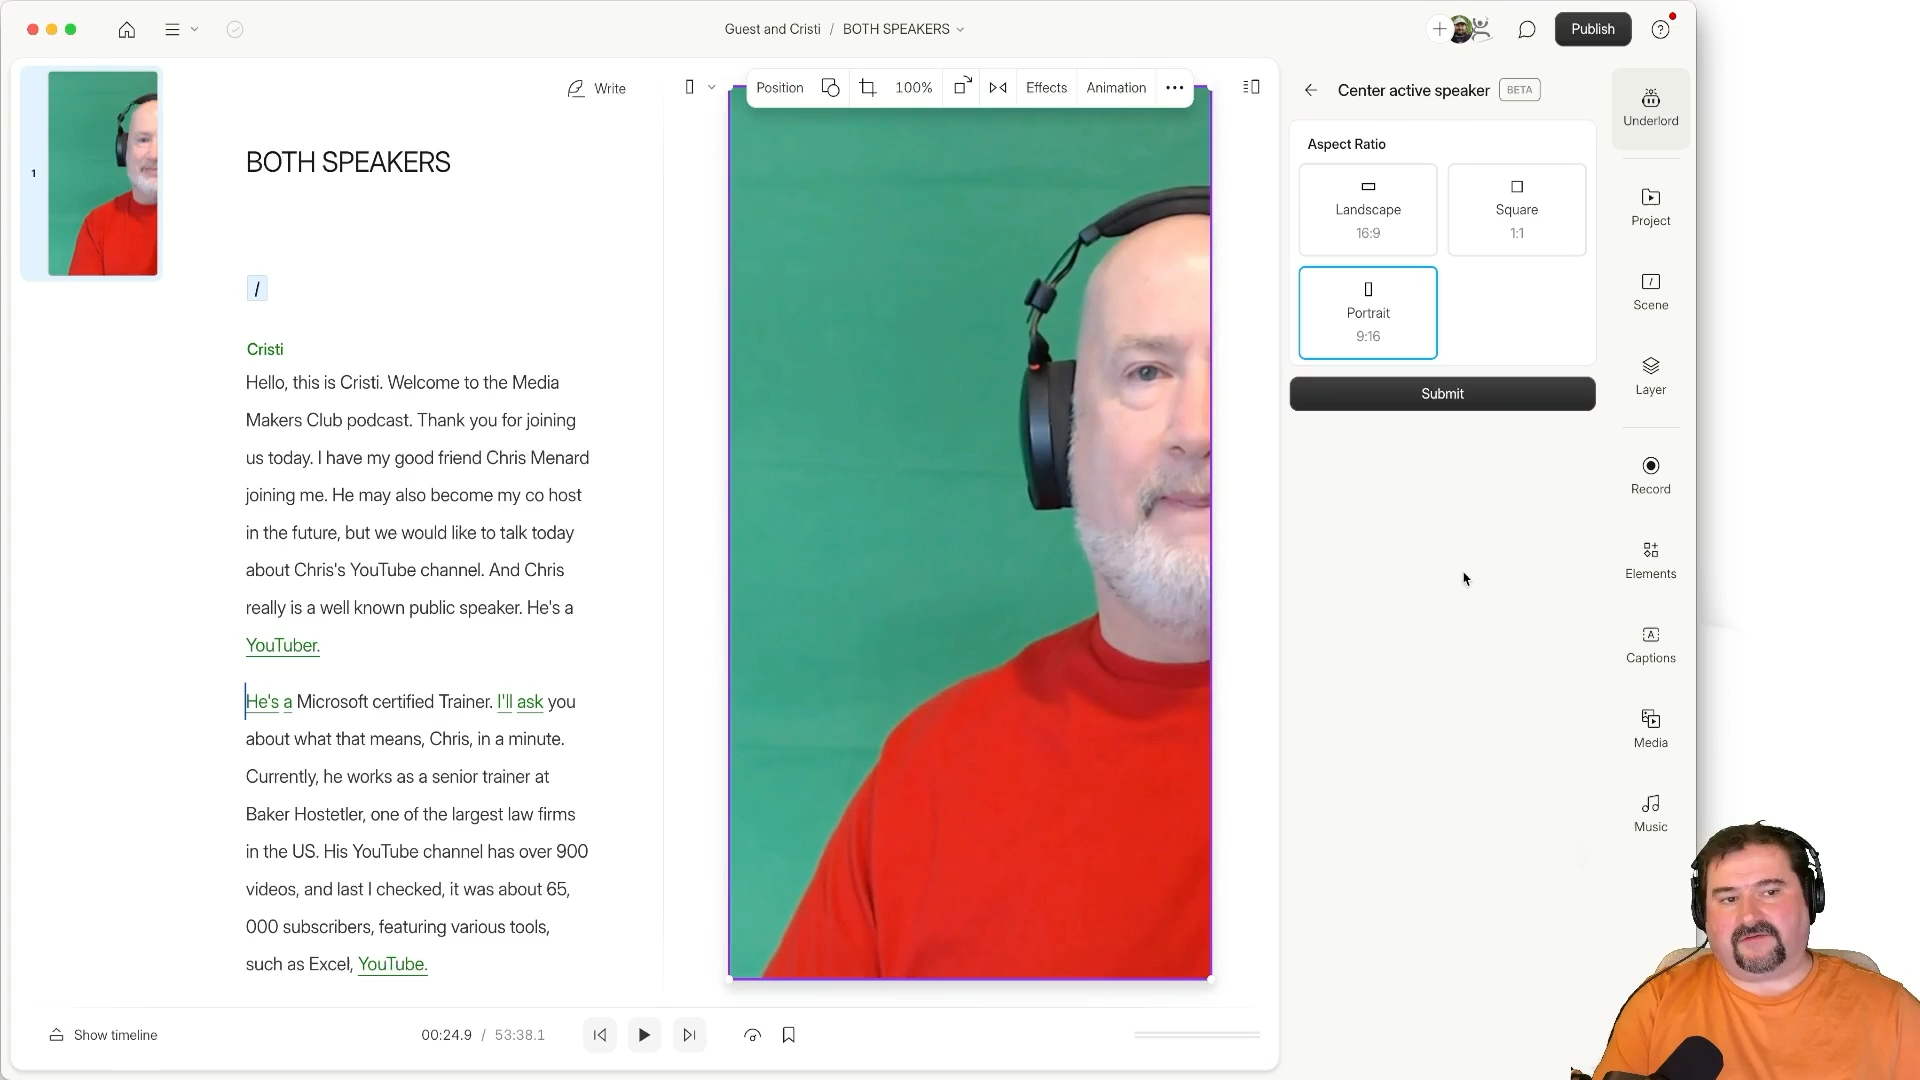 Guest and Cristi / BOTH SPEAKERS
Publish
Write
Position
100%
Effects
Animation
Center active speaker
BETA
Underlord
1
BOTH SPEAKERS
/
Cristi
Hello, this is Cristi. Welcome to the Media
Makers Club podcast. Thank you for joining
us today. I have my good friend Chris Menard
joining me. He may also become my co host
in the future, but we would like to talk today
about Chris's YouTube channel. And Chris
really is a well known public speaker. He's a
YouTuber.
He's a Microsoft certified Trainer. I'll ask you
about what that means, Chris, in a minute.
Currently, he works as a senior trainer at
Baker Hostetler, one of the largest law firms
in the US. His YouTube channel has over 900
videos, and last I checked, it was about 65,
000 subscribers, featuring various tools,
such as Excel, YouTube.
Aspect Ratio
Landscape
16:9
Square
1:1
Portrait
9:16
Submit
Project
Scene
Layer
Record
Elements
Captions
Media
Music
Show timeline
00:24.9 / 53:38.1